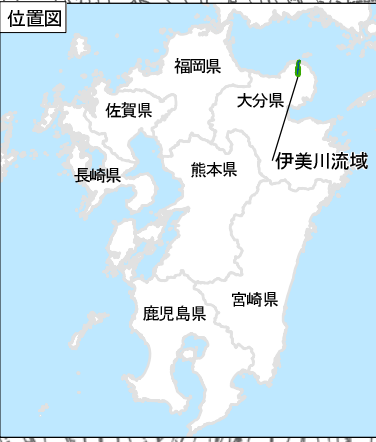 位置図
福岡県
大分県
佐賀県
伊美川流域
熊本県
長崎県
宮崎県
鹿児島県